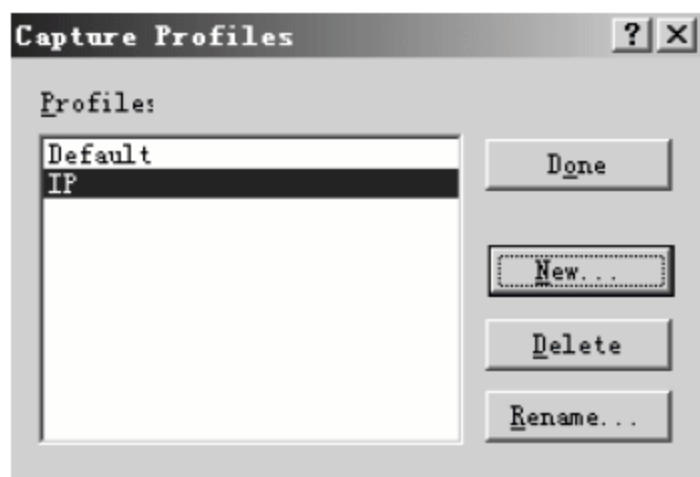 Capture Profiles
Profiles
Default
IP
Done
New...
Delete
Rename...